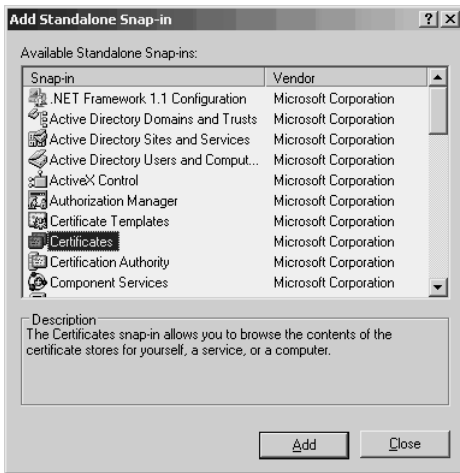 Add Standalone Snap-in
Available Standalone Snap-ins:
Snap-in Vendor
.NET Framework 1.1 Configuration Microsoft Corporation
Active Directory Domains and Trusts Microsoft Corporation
Active Directory Sites and Services Microsoft Corporation
Active Directory Users and Comput... Microsoft Corporation
ActiveX Control Microsoft Corporation
Authorization Manager Microsoft Corporation
Certificate Templates Microsoft Corporation
Certificates Microsoft Corporation
Certification Authority Microsoft Corporation
Component Services Microsoft Corporation
Description
The Certificates snap-in allows you to browse the contents of the
certificate stores for yourself, a service, or a computer.
Add Close